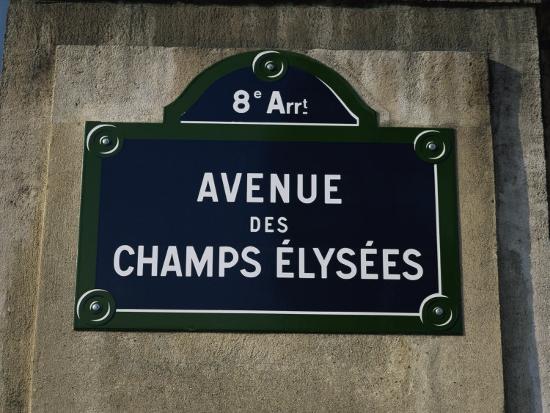 8e Arrt
AVENUE
DES
CHAMPS ÉLYSÉES